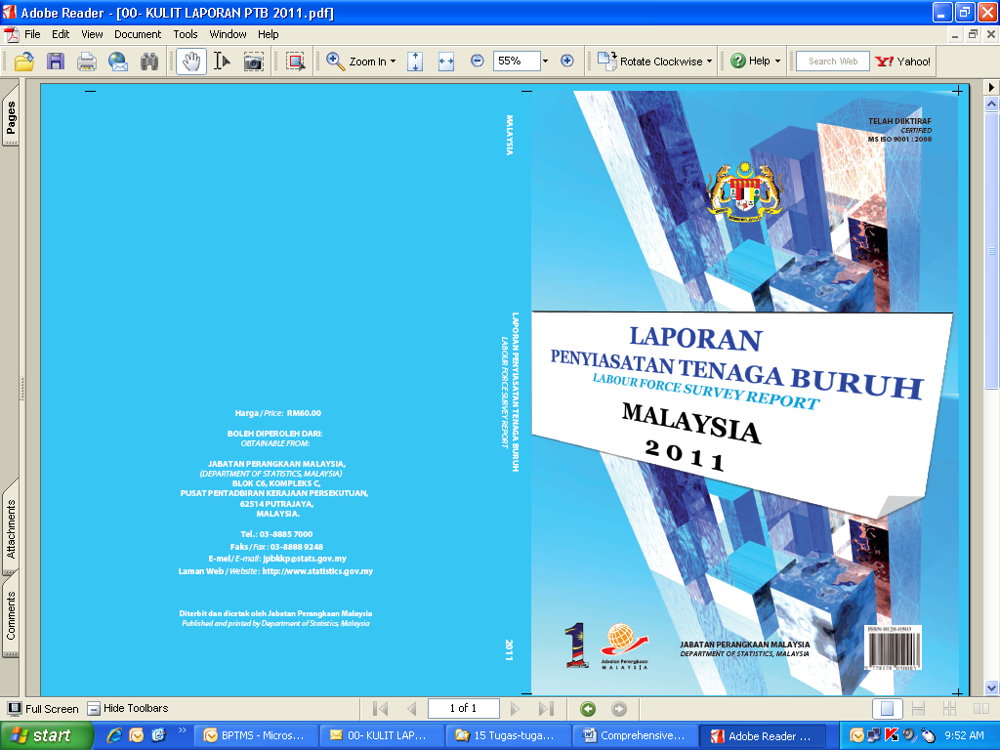 Adobe Reader - [00- KULIT LAPORAN PTB 2011.pdf]
File Edit View Document Tools Window Help
Zoom In 55% Rotate Clockwise Help Search Web Y! Yahoo!
Pages
Attachments
Comments
Harga / Price: RM60.00
BOLEH DIPEROLEH DARI:
OBTAINABLE FROM:
JABATAN PERANGKAAN MALAYSIA,
(DEPARTMENT OF STATISTICS, MALAYSIA)
BLOK C6, KOMPLEKS C,
PUSAT PENTADBIRAN KERAJAAN PERSEKUTUAN,
62514 PUTRAJAYA,
MALAYSIA.
Tel.: 03-8885 7000
Faks / Fax : 03-8888 9248
E-mel / E-mail: jpbkkp@stats.gov.my
Laman Web / Website: http://www.statistics.gov.my
Diterbit dan dicetak oleh Jabatan Perangkaan Malaysia
Published and printed by Department of Statistics, Malaysia
MALAYSIA
LAPORAN PENYIASATAN TENAGA BURUH
LABOUR FORCE SURVEY REPORT
2011
TELAH DIIKTIRAF
CERTIFIED
MS ISO 9001 : 2008
LAPORAN
PENYIASATAN TENAGA BURUH
LABOUR FORCE SURVEY REPORT
MALAYSIA
2011
1
Jabatan Perangkaan
MALAYSIA
JABATAN PERANGKAAN MALAYSIA
DEPARTMENT OF STATISTICS, MALAYSIA
ISSN 0128-0503
Full Screen Hide Toolbars 1 of 1
start BPTMS - Micros... 00- KULIT LAP... 15 Tugas-tuga... Comprehensive... Adobe Reader ... 9:52 AM